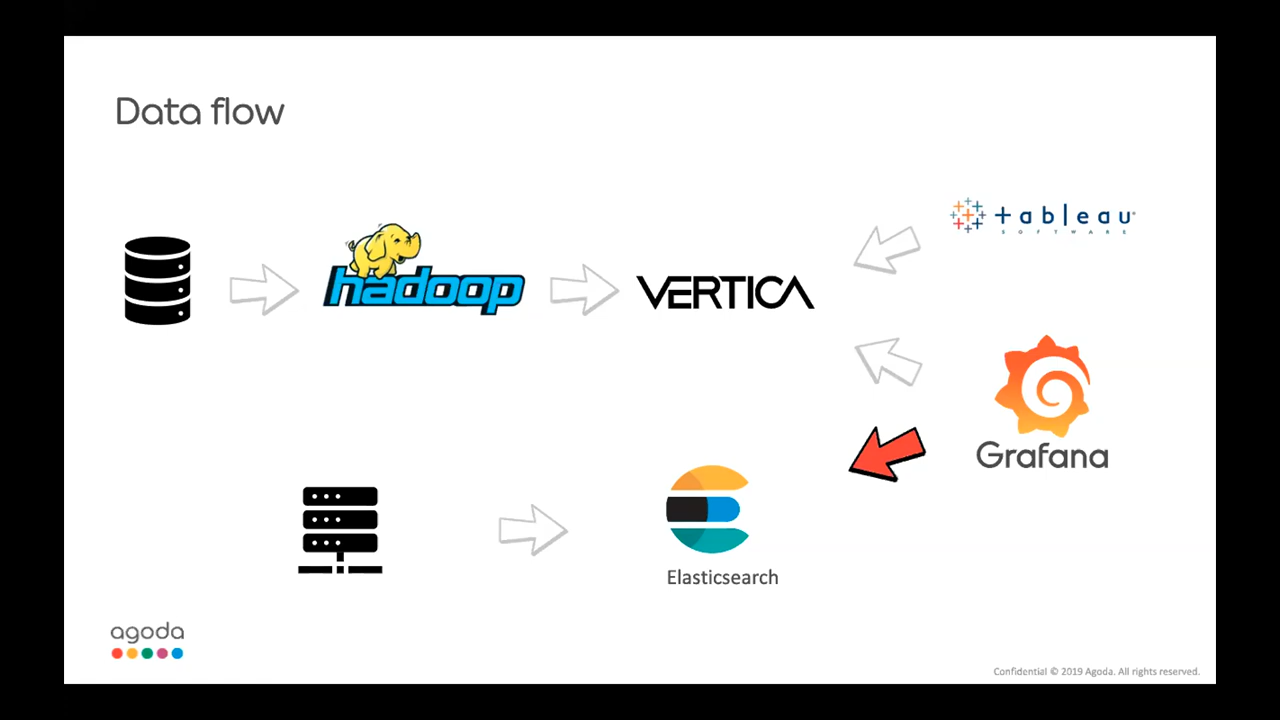 Data flow
tableau
SOFTWARE
hadoop
VERTICA
Grafana
Elasticsearch
agoda
Confidential © 2019 Agoda. All rights reserved.